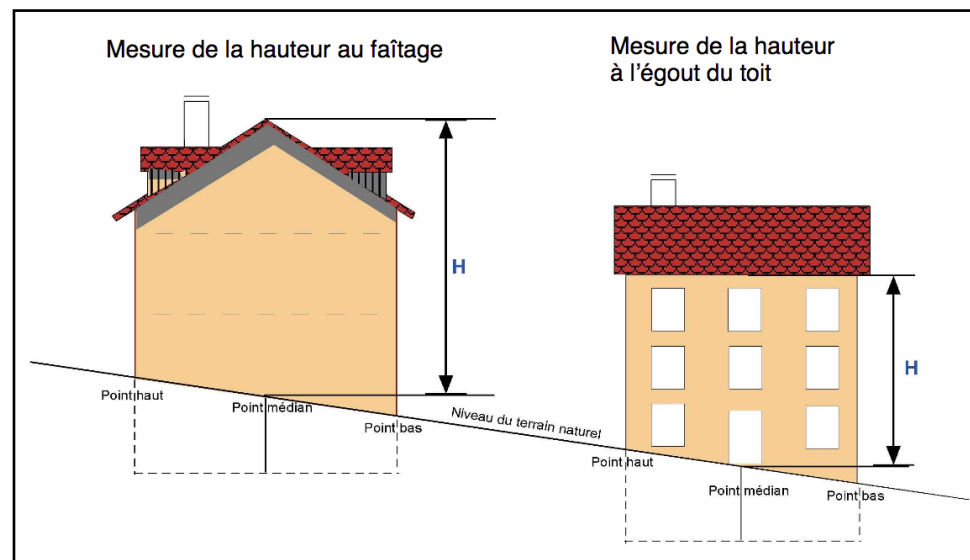 Mesure de la hauteur au faîtage
H
Point haut
Point médian
Point bas
Niveau du terrain naturel
Mesure de la hauteur
à l'égout du toit
H
Point haut
Point médian
Point bas